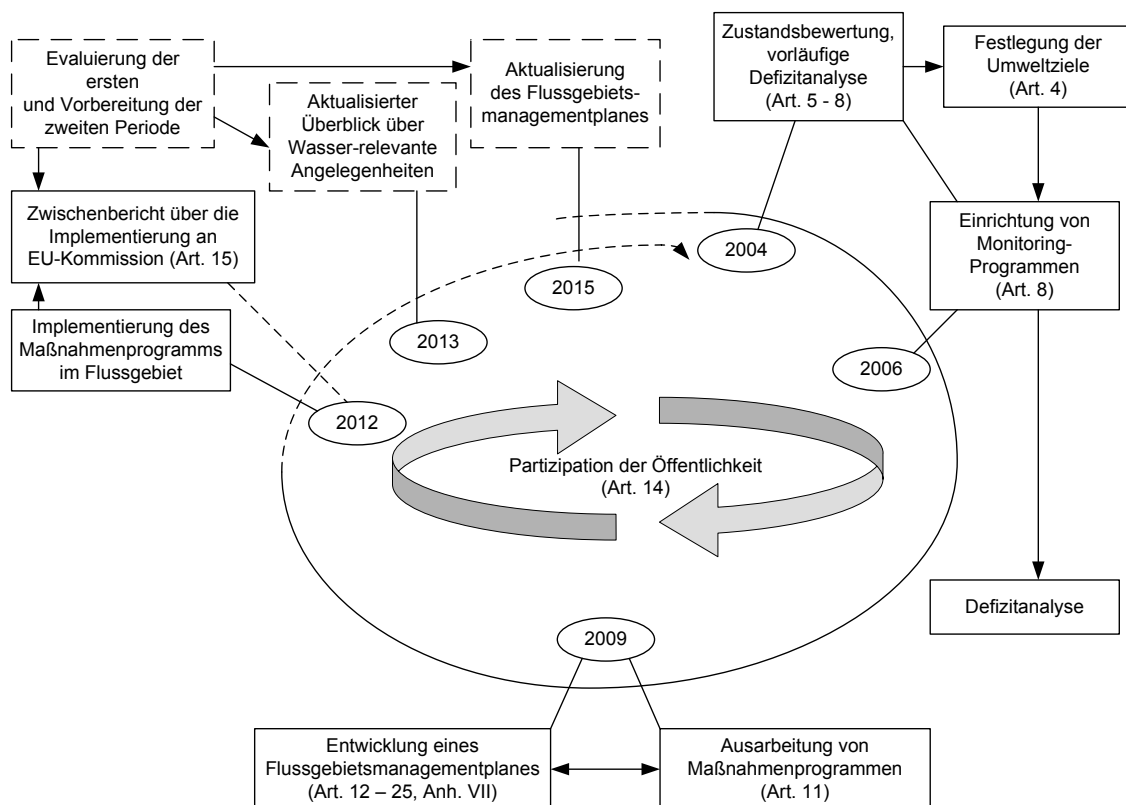 Evaluierung der
ersten
und Vorbereitung der
zweiten Periode
Aktualisierter
Überblick über
Wasser-relevante
Angelegenheiten
Aktualisierung
des Flussgebiets-
managementplanes
Zustandsbewertung,
vorläufige
Defizitanalyse
(Art. 5 - 8)
Festlegung der
Umweltziele
(Art. 4)
Zwischenbericht über die
Implementierung an
EU-Kommission (Art. 15)
Einrichtung von
Monitoring-
Programmen
(Art. 8)
Implementierung des
Maßnahmenprogramms
im Flussgebiet
2004
2015
2013
2006
2012
Partizipation der Öffentlichkeit
(Art. 14)
Defizitanalyse
2009
Entwicklung eines
Flussgebietsmanagementplanes
(Art. 12 – 25, Anh. VII)
Ausarbeitung von
Maßnahmenprogrammen
(Art. 11)